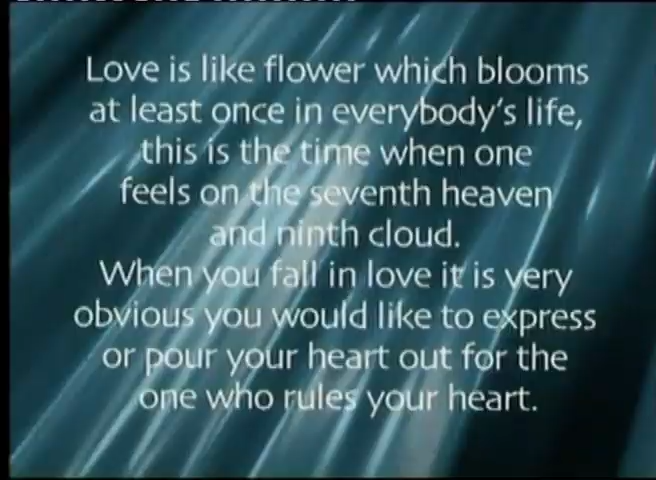 Love is like flower which blooms
at least once in everybody's life,
this is the time when one
feels on the seventh heaven
and ninth cloud.
When you fall in love it is very
obvious you would like to express
or pour your heart out for the
one who rules your heart.